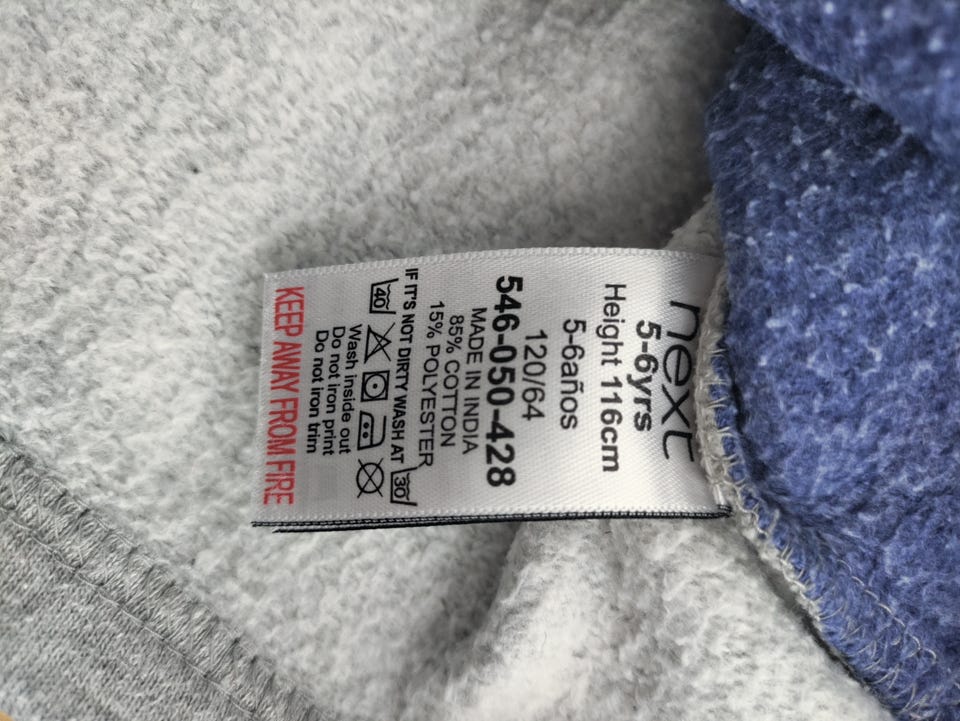 next
5-6yrs
Height 116cm
5-6años
120/64
546-050-428
MADE IN INDIA
85% COTTON
15% POLYESTER
IF IT'S NOT DIRTY WASH AT 30
40
Wash inside out
Do not iron print
Do not iron trim
KEEP AWAY FROM FIRE